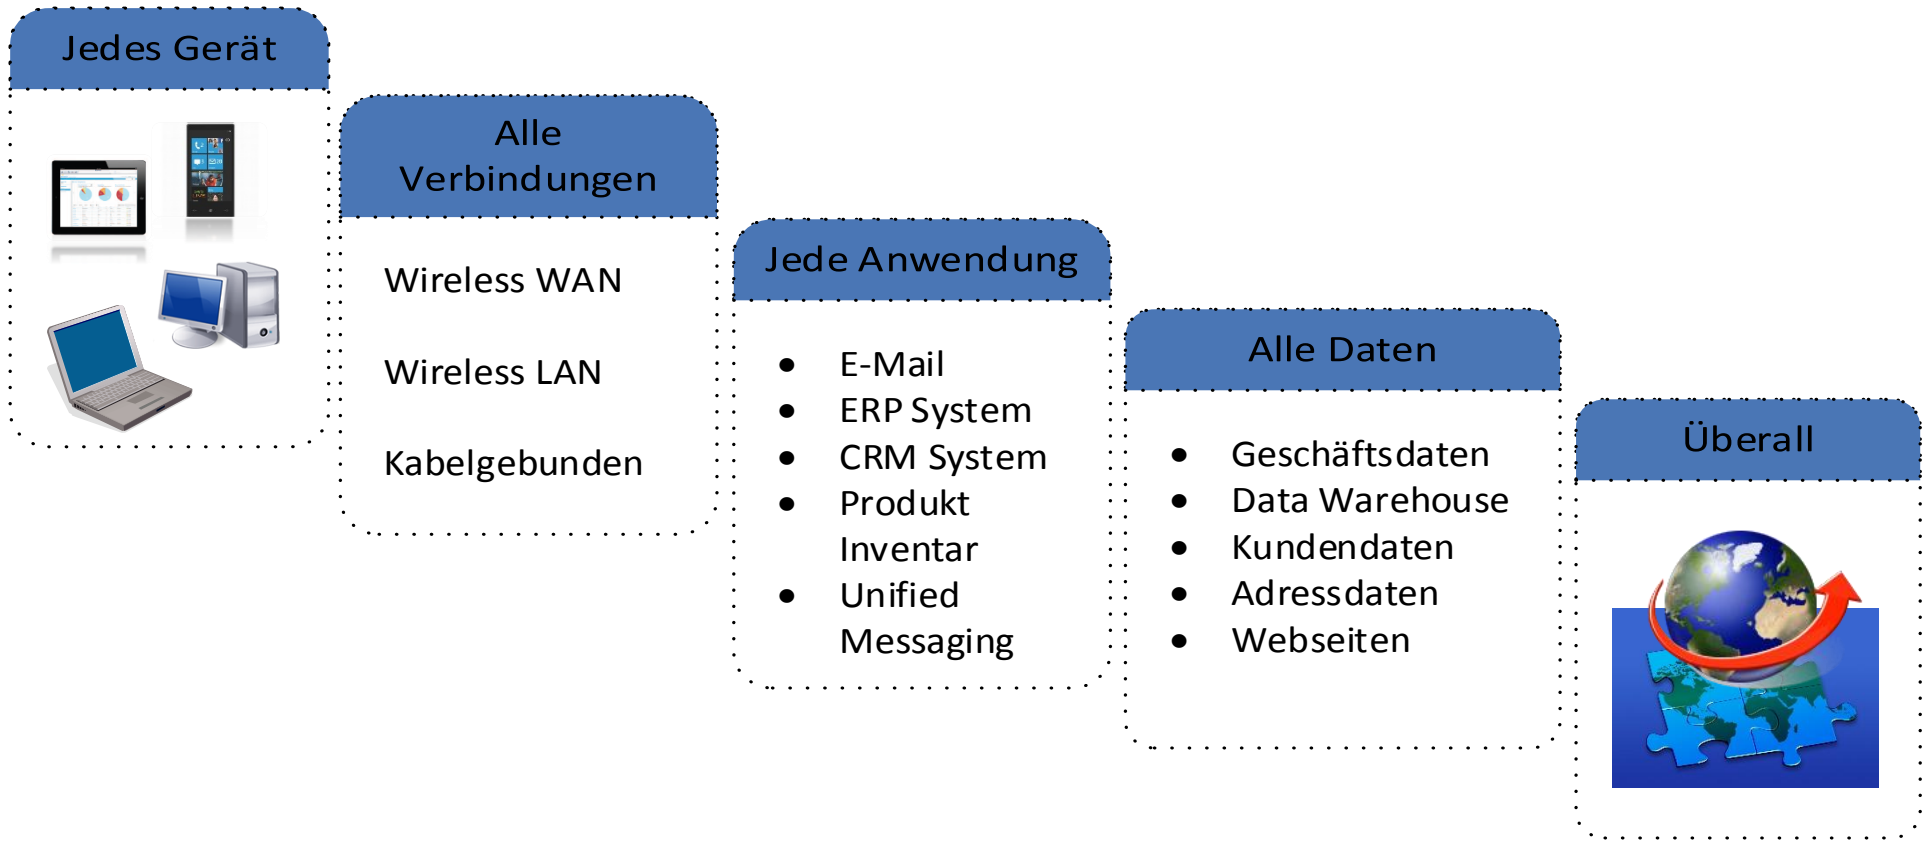 Jedes Gerät
Alle
Verbindungen
Wireless WAN
Wireless LAN
Kabelgebunden
Jede Anwendung
• E-Mail
• ERP System
• CRM System
• Produkt
Inventar
• Unified
Messaging
Alle Daten
• Geschäftsdaten
• Data Warehouse
• Kundendaten
• Adressdaten
• Webseiten
Überall